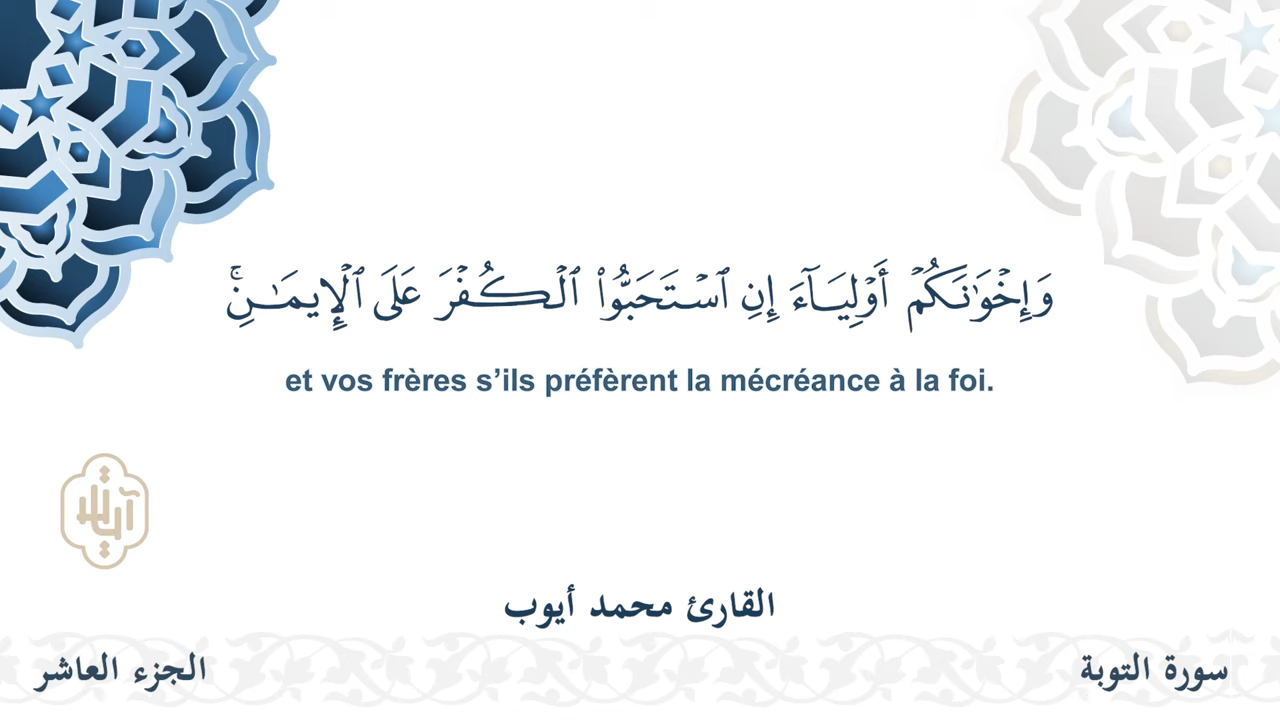 وَإِخْوَٰنَكُمْ أَوْلِيَآءَ إِنِ ٱسْتَحَبُّوا۟ ٱلْكُفْرَ عَلَى ٱلْإِيمَـٰنِ ۚ
et vos frères s’ils préfèrent la mécréance à la foi.
القارئ محمد أيوب
سورة التوبة
الجزء العاشر